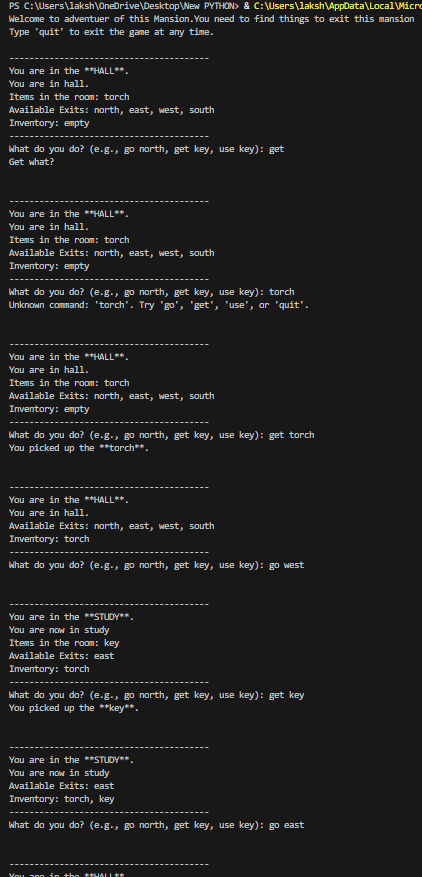 PS C:\Users\laksh\OneDrive\Desktop\New PYTHON> & C:\Users\laksh\AppData\Local\Micro
Welcome to adventuer of this Mansion.You need to find things to exit this mansion
Type 'quit' to exit the game at any time.
----------------------------------------
You are in the **HALL**.
You are in hall.
Items in the room: torch
Available Exits: north, east, west, south
Inventory: empty
----------------------------------------
What do you do? (e.g., go north, get key, use key): get
Get what?
----------------------------------------
You are in the **HALL**.
You are in hall.
Items in the room: torch
Available Exits: north, east, west, south
Inventory: empty
----------------------------------------
What do you do? (e.g., go north, get key, use key): torch
Unknown command: 'torch'. Try 'go', 'get', 'use', or 'quit'.
----------------------------------------
You are in the **HALL**.
You are in hall.
Items in the room: torch
Available Exits: north, east, west, south
Inventory: empty
----------------------------------------
What do you do? (e.g., go north, get key, use key): get torch
You picked up the **torch**.
----------------------------------------
You are in the **HALL**.
You are in hall.
Available Exits: north, east, west, south
Inventory: torch
----------------------------------------
What do you do? (e.g., go north, get key, use key): go west
----------------------------------------
You are in the **STUDY**.
You are now in study
Items in the room: key
Available Exits: east
Inventory: torch
----------------------------------------
What do you do? (e.g., go north, get key, use key): get key
You picked up the **key**.
----------------------------------------
You are in the **STUDY**.
You are now in study
Available Exits: east
Inventory: torch, key
----------------------------------------
What do you do? (e.g., go north, get key, use key): go east
----------------------------------------
You are in the **HALL**